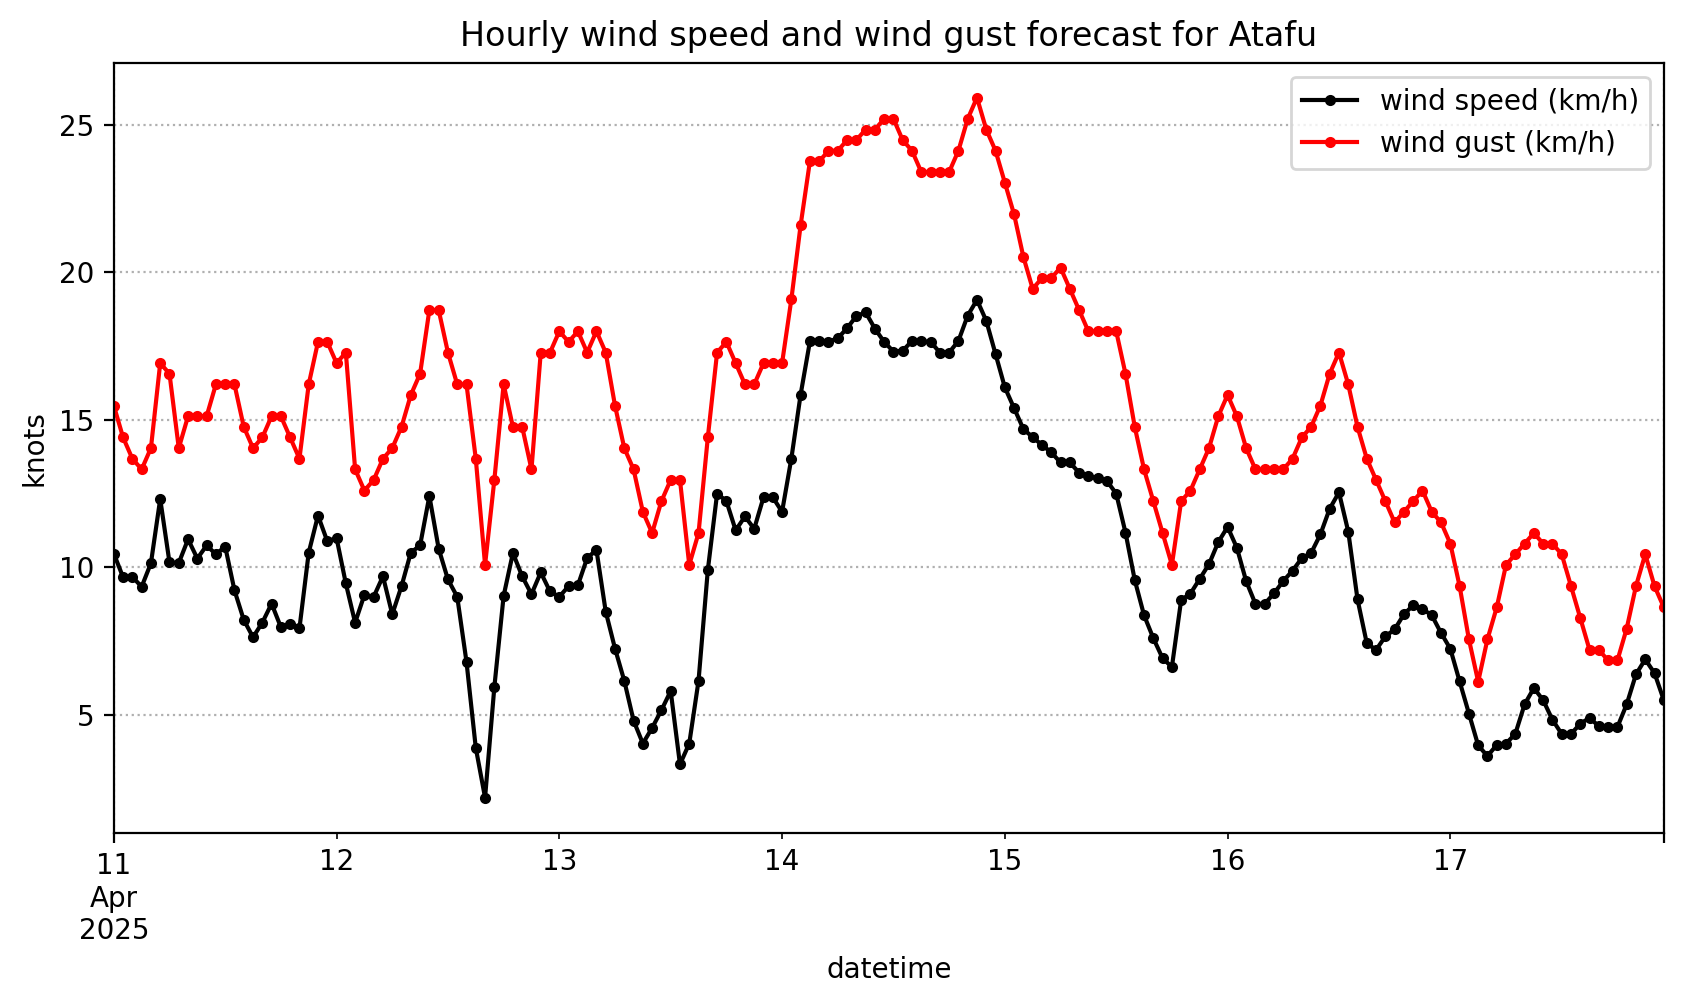 Hourly wind speed and wind gust forecast for Atafu
wind speed (km/h)
wind gust (km/h)
25
20
15
10
5
knots
11
Apr
2025
12
13
14
15
16
17
datetime